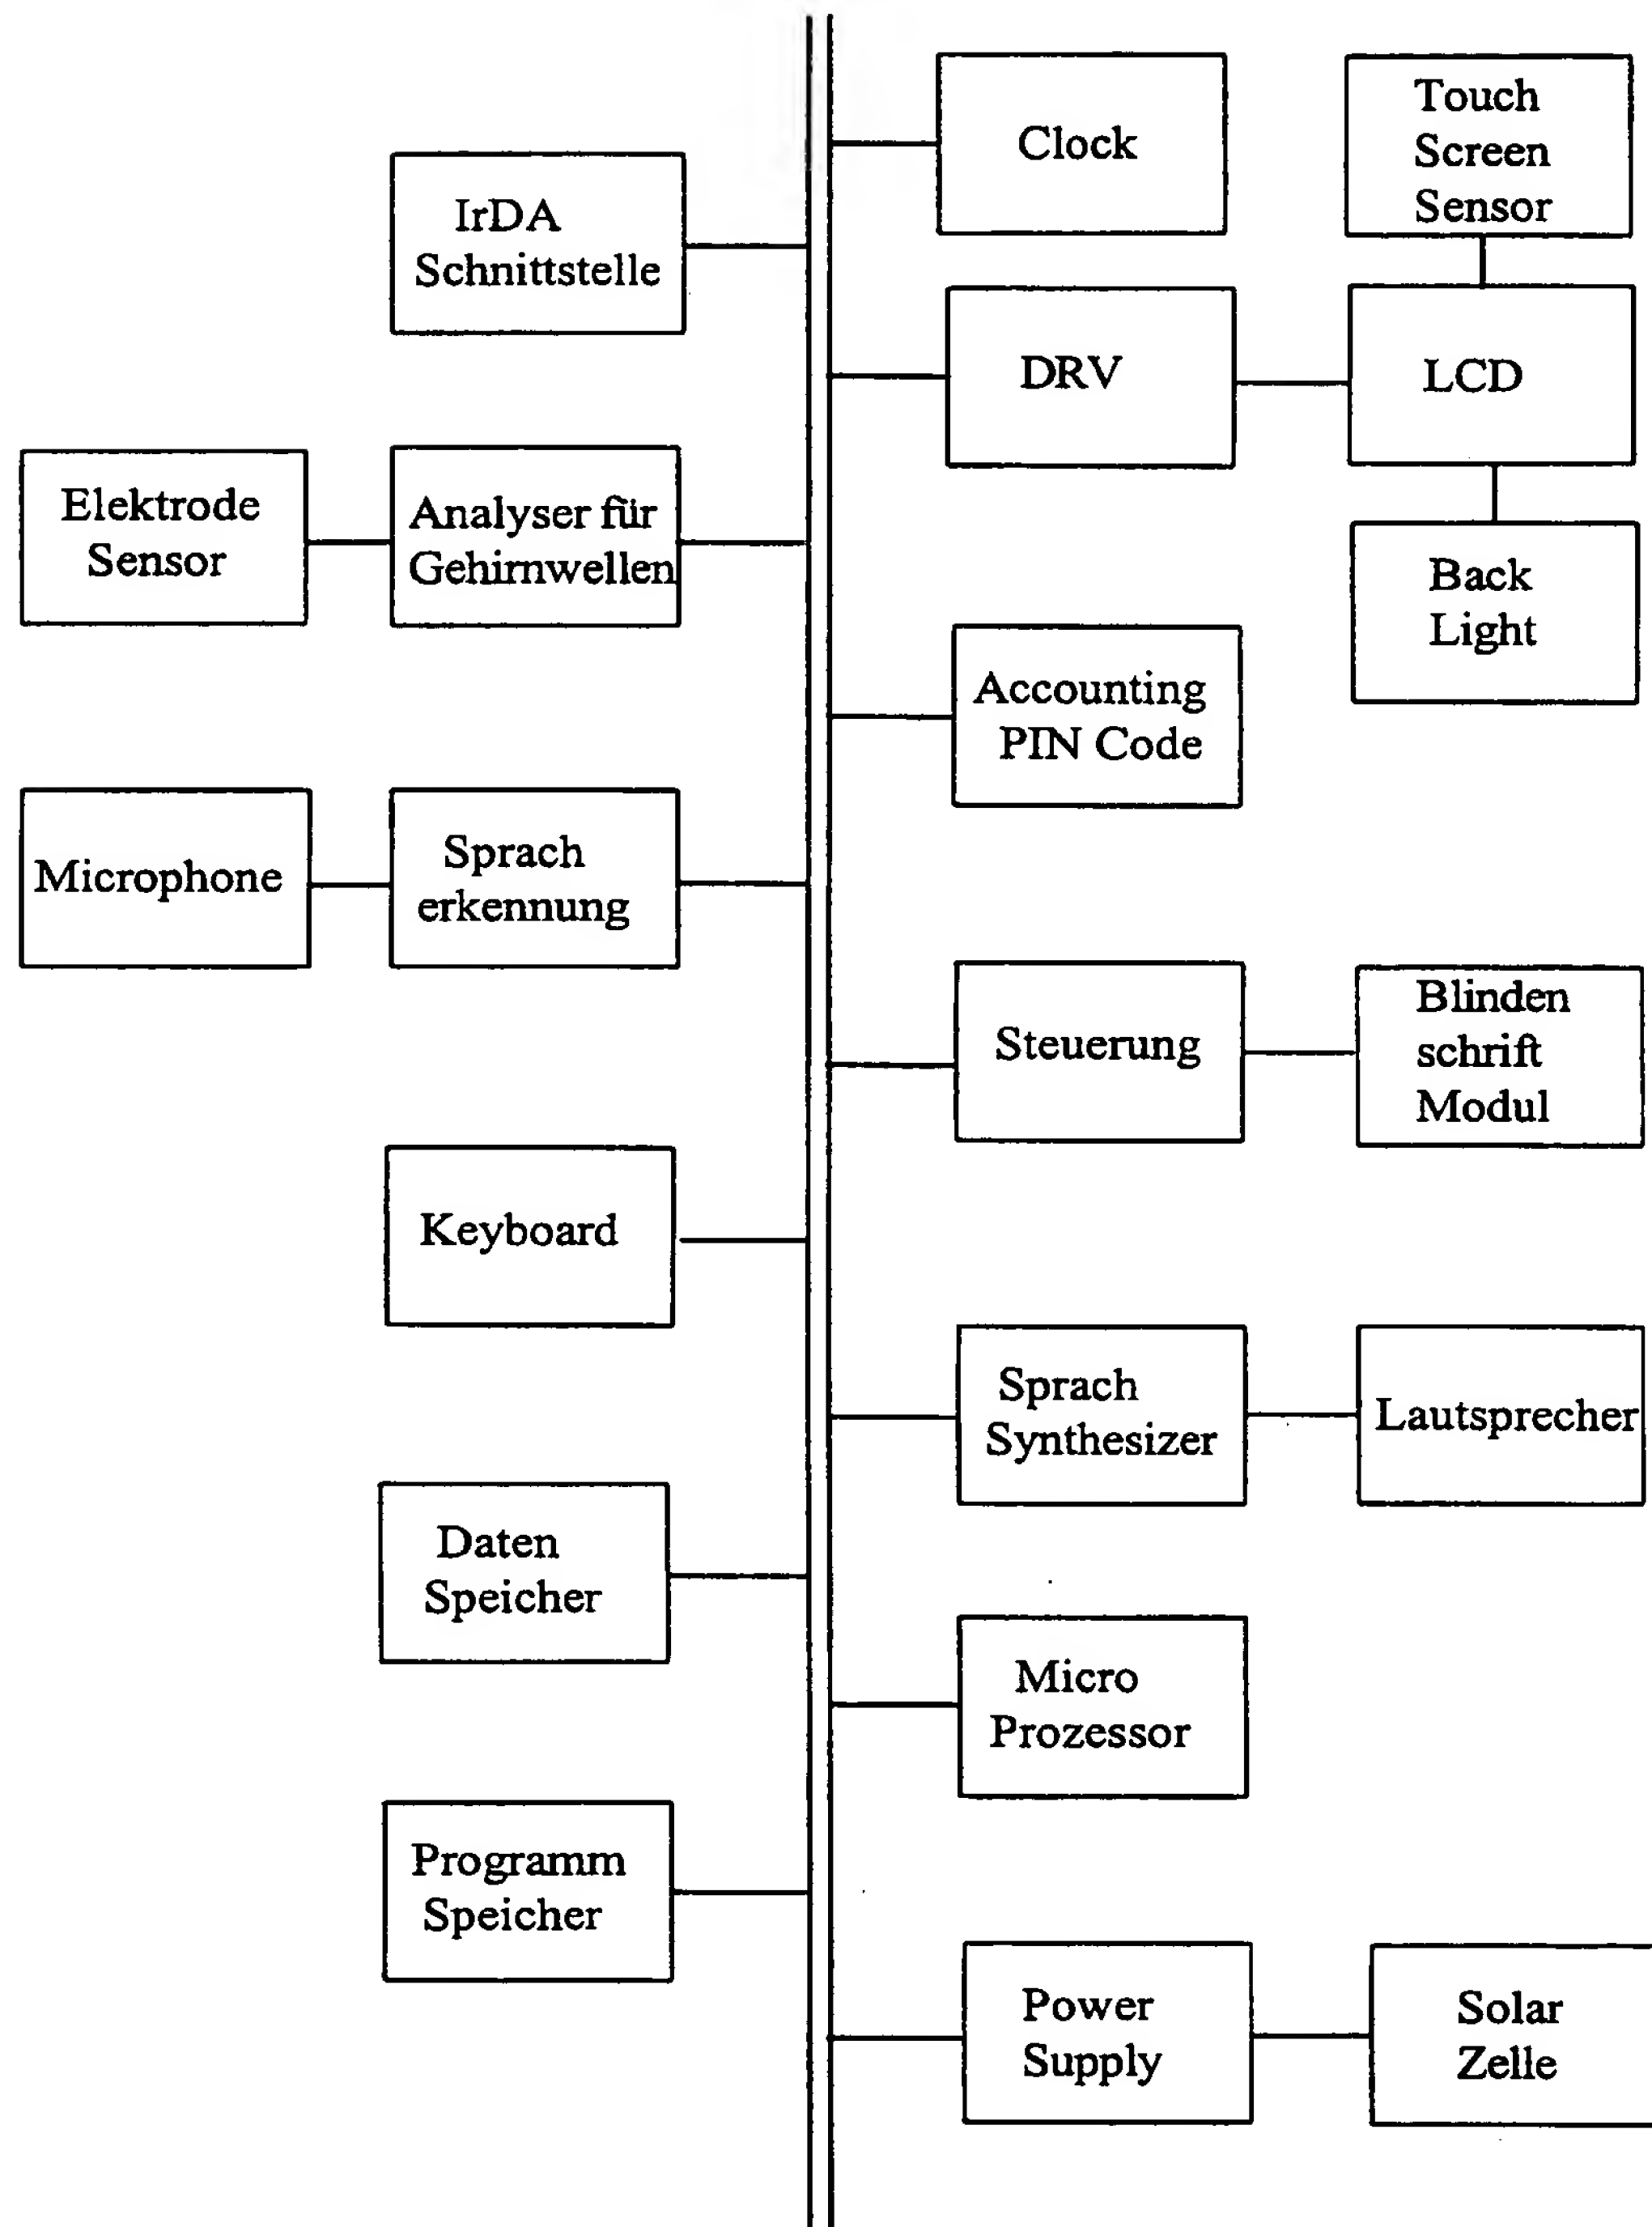 Clock
Touch
Screen
Sensor
IrDA
Schnittstelle
DRV
LCD
Elektrode
Sensor
Analyser für
Gehirnwellen
Back
Light
Accounting
PIN Code
Microphone
Sprach
erkennung
Steuerung
Blinden
schrift
Modul
Keyboard
Sprach
Synthesizer
Lautsprecher
Daten
Speicher
Micro
Prozessor
Programm
Speicher
Power
Supply
Solar
Zelle